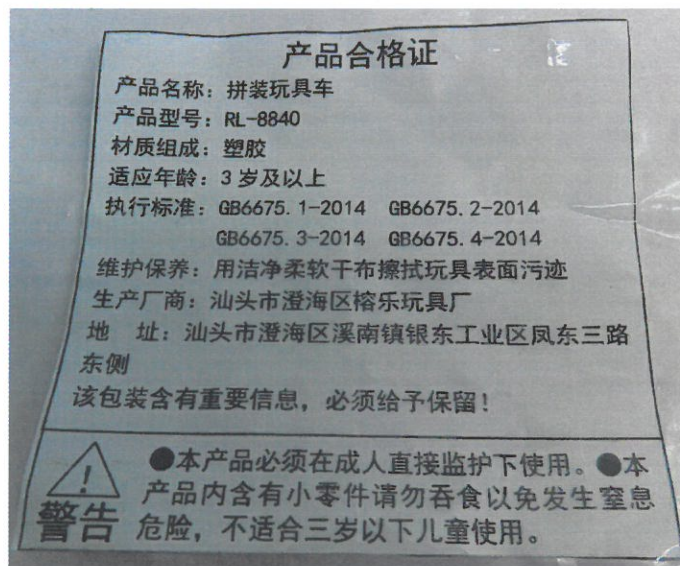 产品合格证
产品名称：拼装玩具车
产品型号：RL-8840
材质组成：塑胶
适应年龄：3岁及以上
执行标准：GB6675.1-2014 GB6675.2-2014
GB6675.3-2014 GB6675.4-2014
维护保养：用洁净柔软干布擦拭玩具表面污迹
生产厂商：汕头市澄海区榕乐玩具厂
地 址：汕头市澄海区溪南镇银东工业区凤东三路
东侧
该包装含有重要信息，必须给予保留！
●本产品必须在成人直接监护下使用。●本
产品内含有小零件请勿吞食以免发生窒息
危险，不适合三岁以下儿童使用。
警告